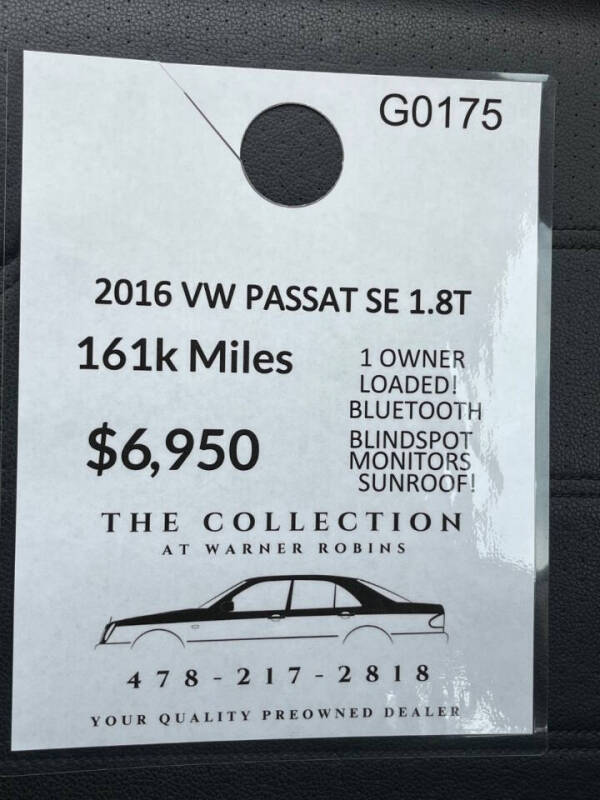 G0175
2016 VW PASSAT SE 1.8T
161k Miles
$6,950
1 OWNER
LOADED!
BLUETOOTH
BLINDSPOT
MONITORS
SUNROOF!
THE COLLECTION
AT WARNER ROBINS
478-217-2818
YOUR QUALITY PREOWNED DEALER